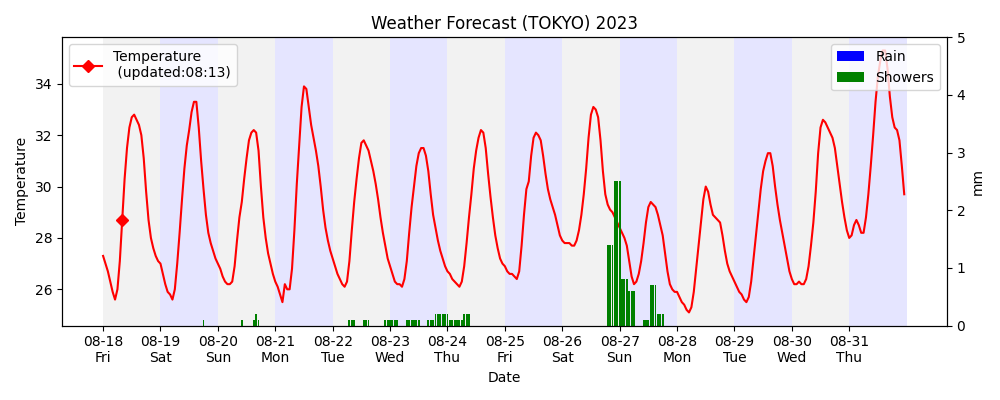 Weather Forecast (TOKYO) 2023
Temperature
(updated:08:13)
Rain
Showers
Temperature
34
32
30
28
26
5
4
3
2
1
0
mm
08-18 08-19 08-20 08-21 08-22 08-23 08-24 08-25 08-26 08-27 08-28 08-29 08-30 08-31
Fri Sat Sun Mon Tue Wed Thu Fri Sat Sun Mon Tue Wed Thu
Date